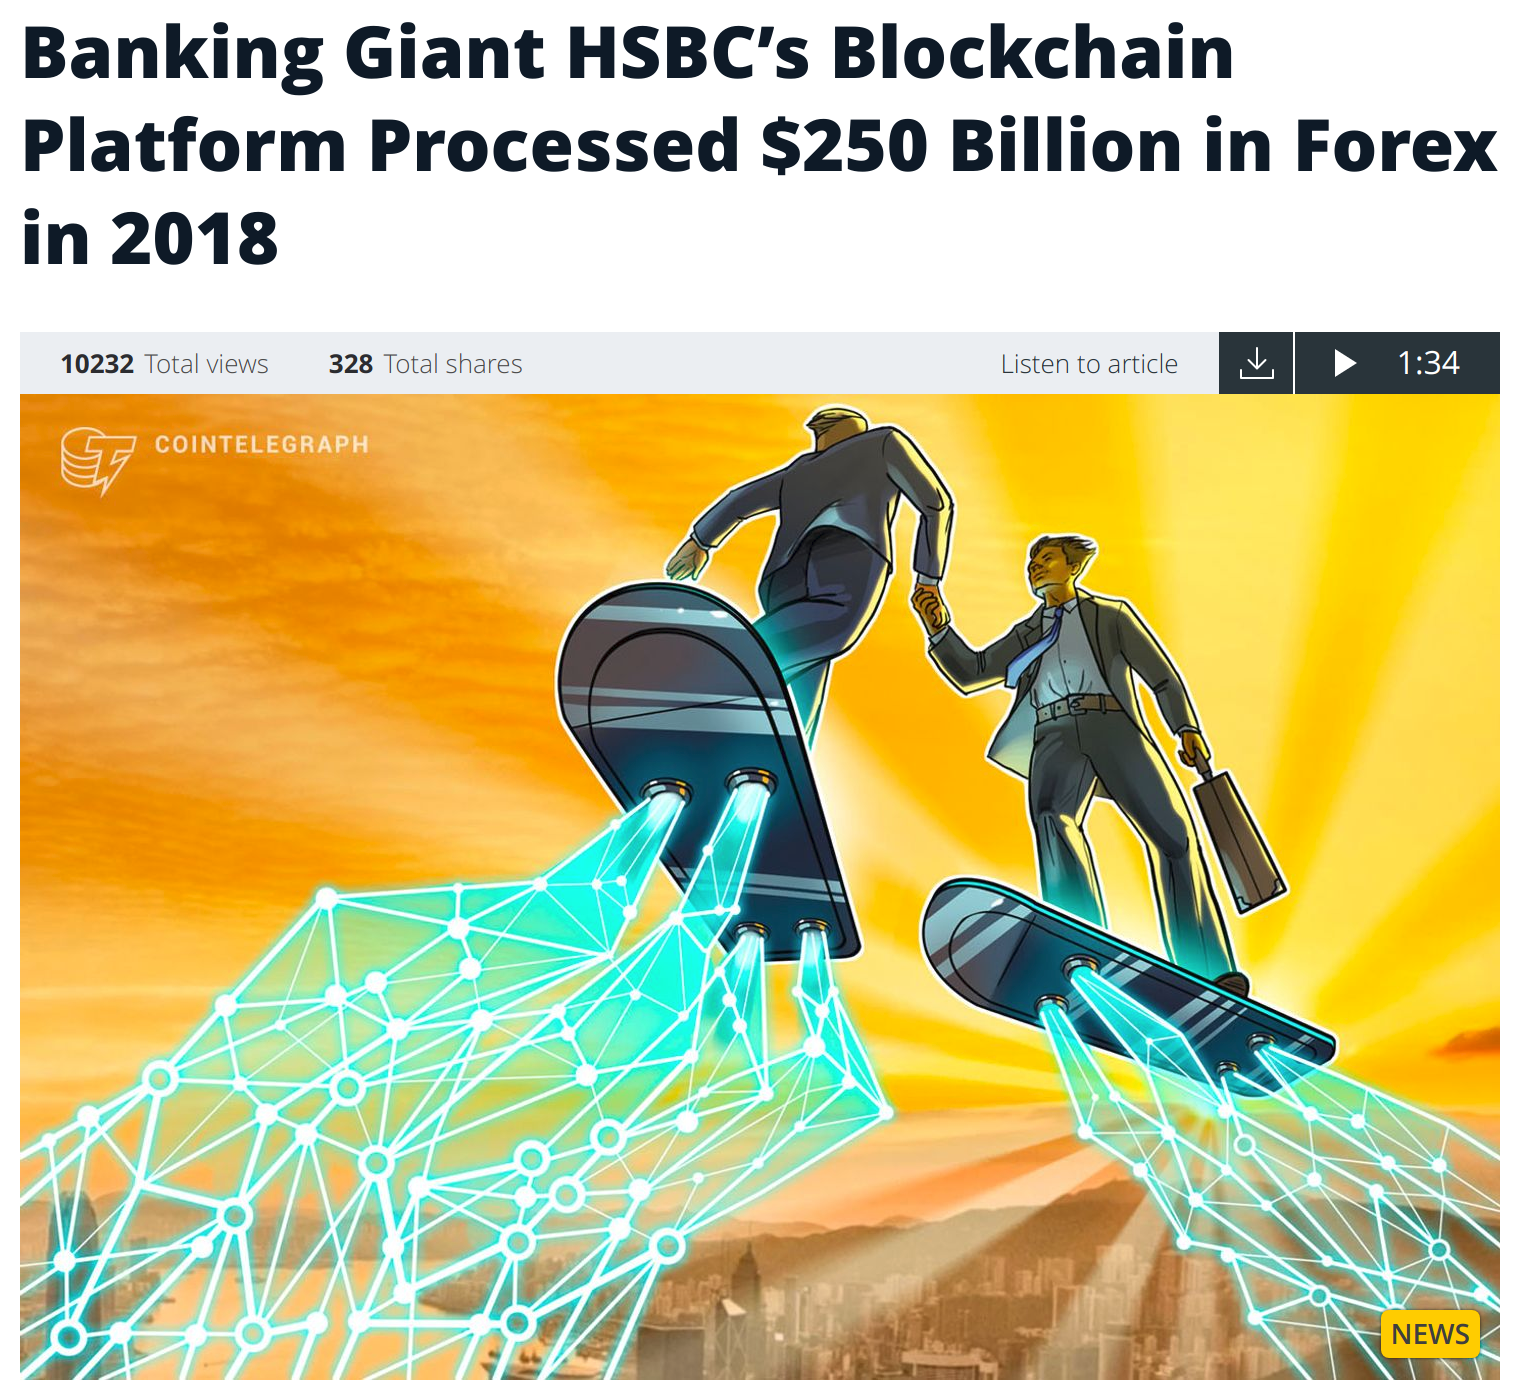 Banking Giant HSBC’s Blockchain
Platform Processed $250 Billion in Forex
in 2018
10232 Total views 328 Total shares Listen to article 1:34
COINTELEGRAPH
NEWS